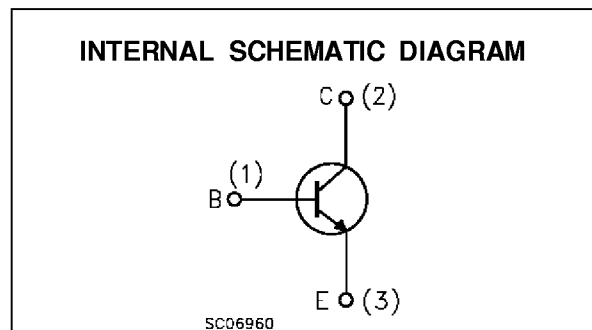 INTERNAL SCHEMATIC DIAGRAM
C (2)
(1)
B
E (3)
SC06960